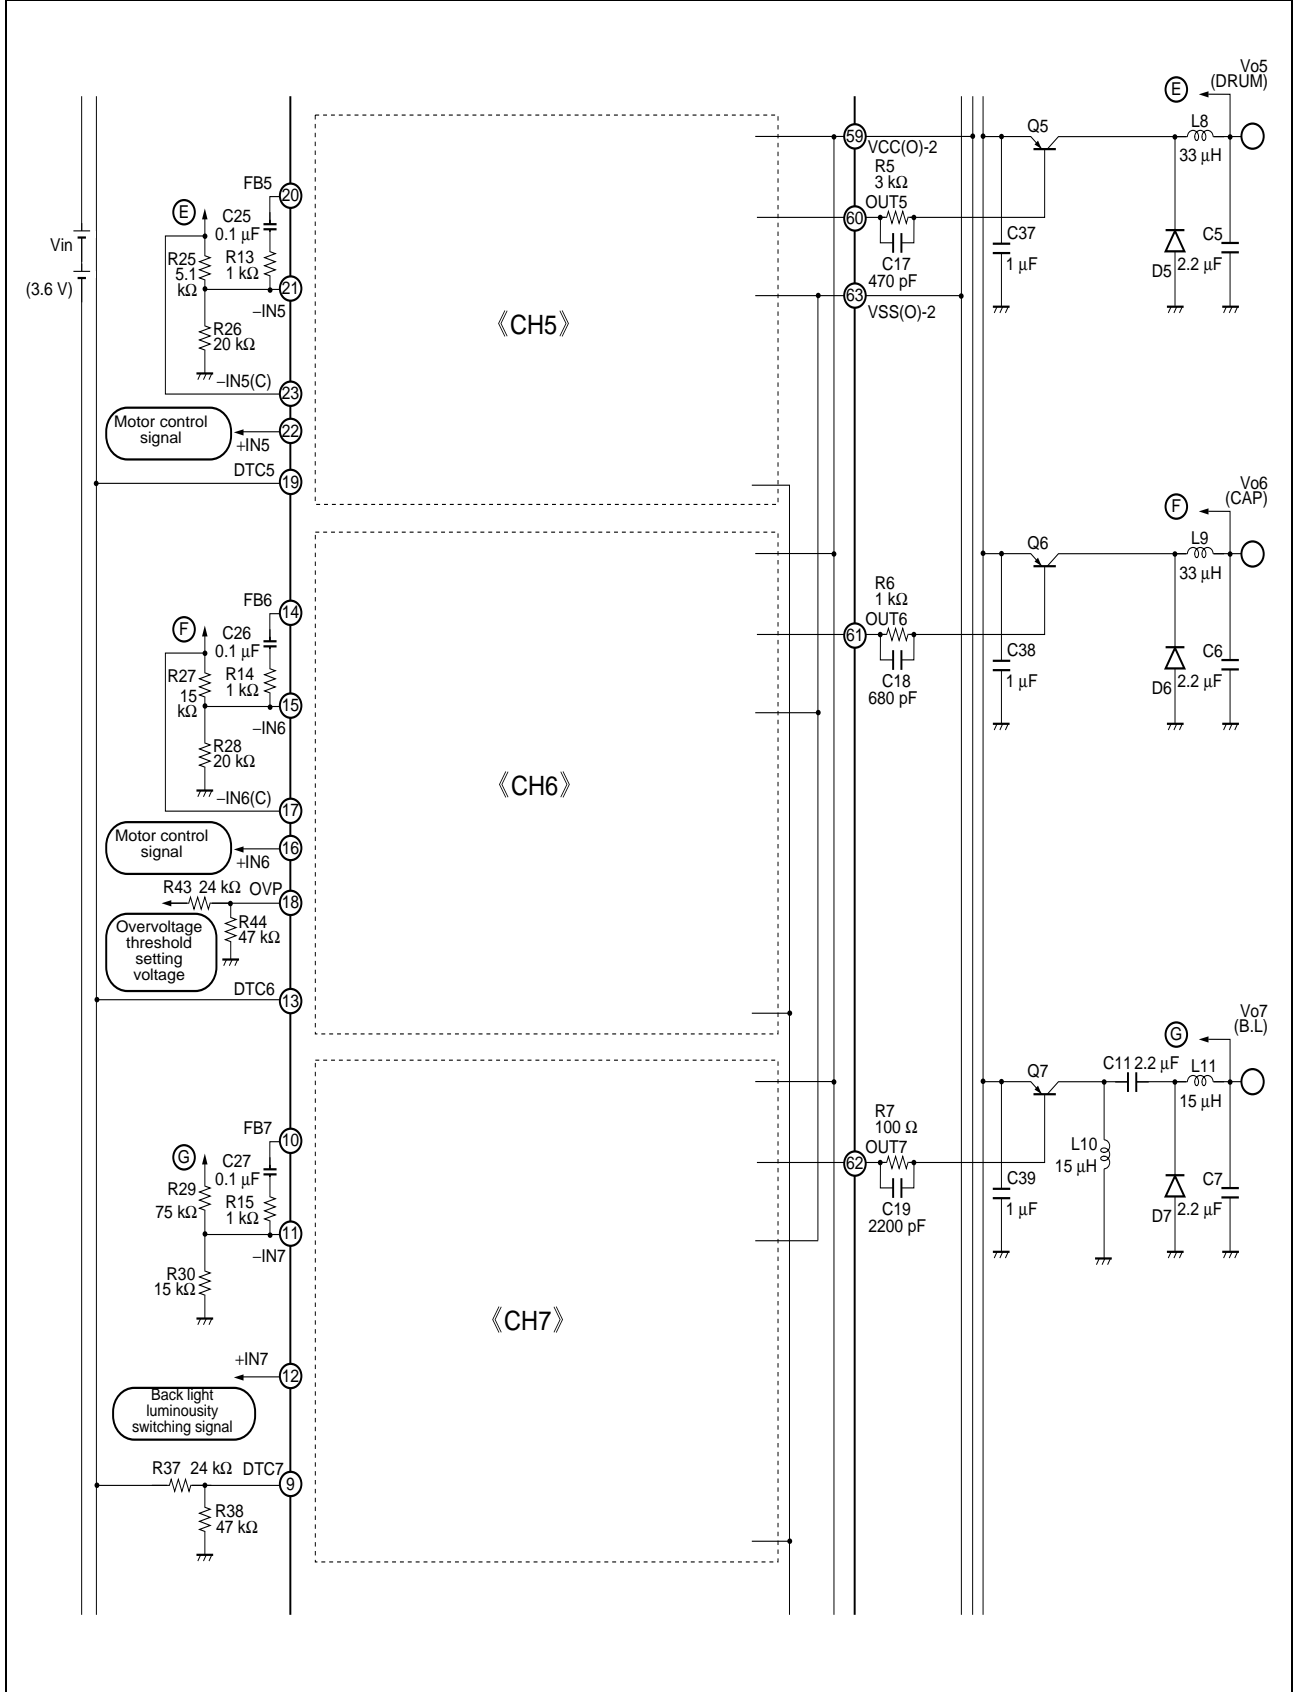 Vo5
(DRUM)
E
L8
33 µH
Q5
59
VCC(O)-2
R5
3 kΩ
OUT5
60
C17
470 pF
63
VSS(O)-2
C37
1 µF
D5
C5
2.2 µF
Vin
(3.6 V)
FB5
20
E
C25
0.1 µF
R25
5.1
kΩ
R13
1 kΩ
21
−IN5
R26
20 kΩ
−IN5(C)
23
Motor control
signal
22
+IN5
DTC5
19
《CH5》
Vo6
(CAP)
F
L9
33 µH
Q6
R6
1 kΩ
OUT6
61
C18
680 pF
C38
1 µF
D6
C6
2.2 µF
FB6
14
F
C26
0.1 µF
R27
15
kΩ
R14
1 kΩ
15
−IN6
R28
20 kΩ
−IN6(C)
17
Motor control
signal
16
+IN6
R43 24 kΩ OVP
18
R44
47 kΩ
Overvoltage
threshold
setting
voltage
DTC6
13
《CH6》
Vo7
(B.L)
G
C11 2.2 µF L11
15 µH
Q7
R7
100 Ω
OUT7
62
C19
2200 pF
L10
15 µH
C39
1 µF
D7
C7
2.2 µF
FB7
10
G
C27
0.1 µF
R29
75 kΩ
R15
1 kΩ
11
−IN7
R30
15 kΩ
+IN7
12
Back light
luminousity
switching signal
R37 24 kΩ DTC7
9
R38
47 kΩ
《CH7》